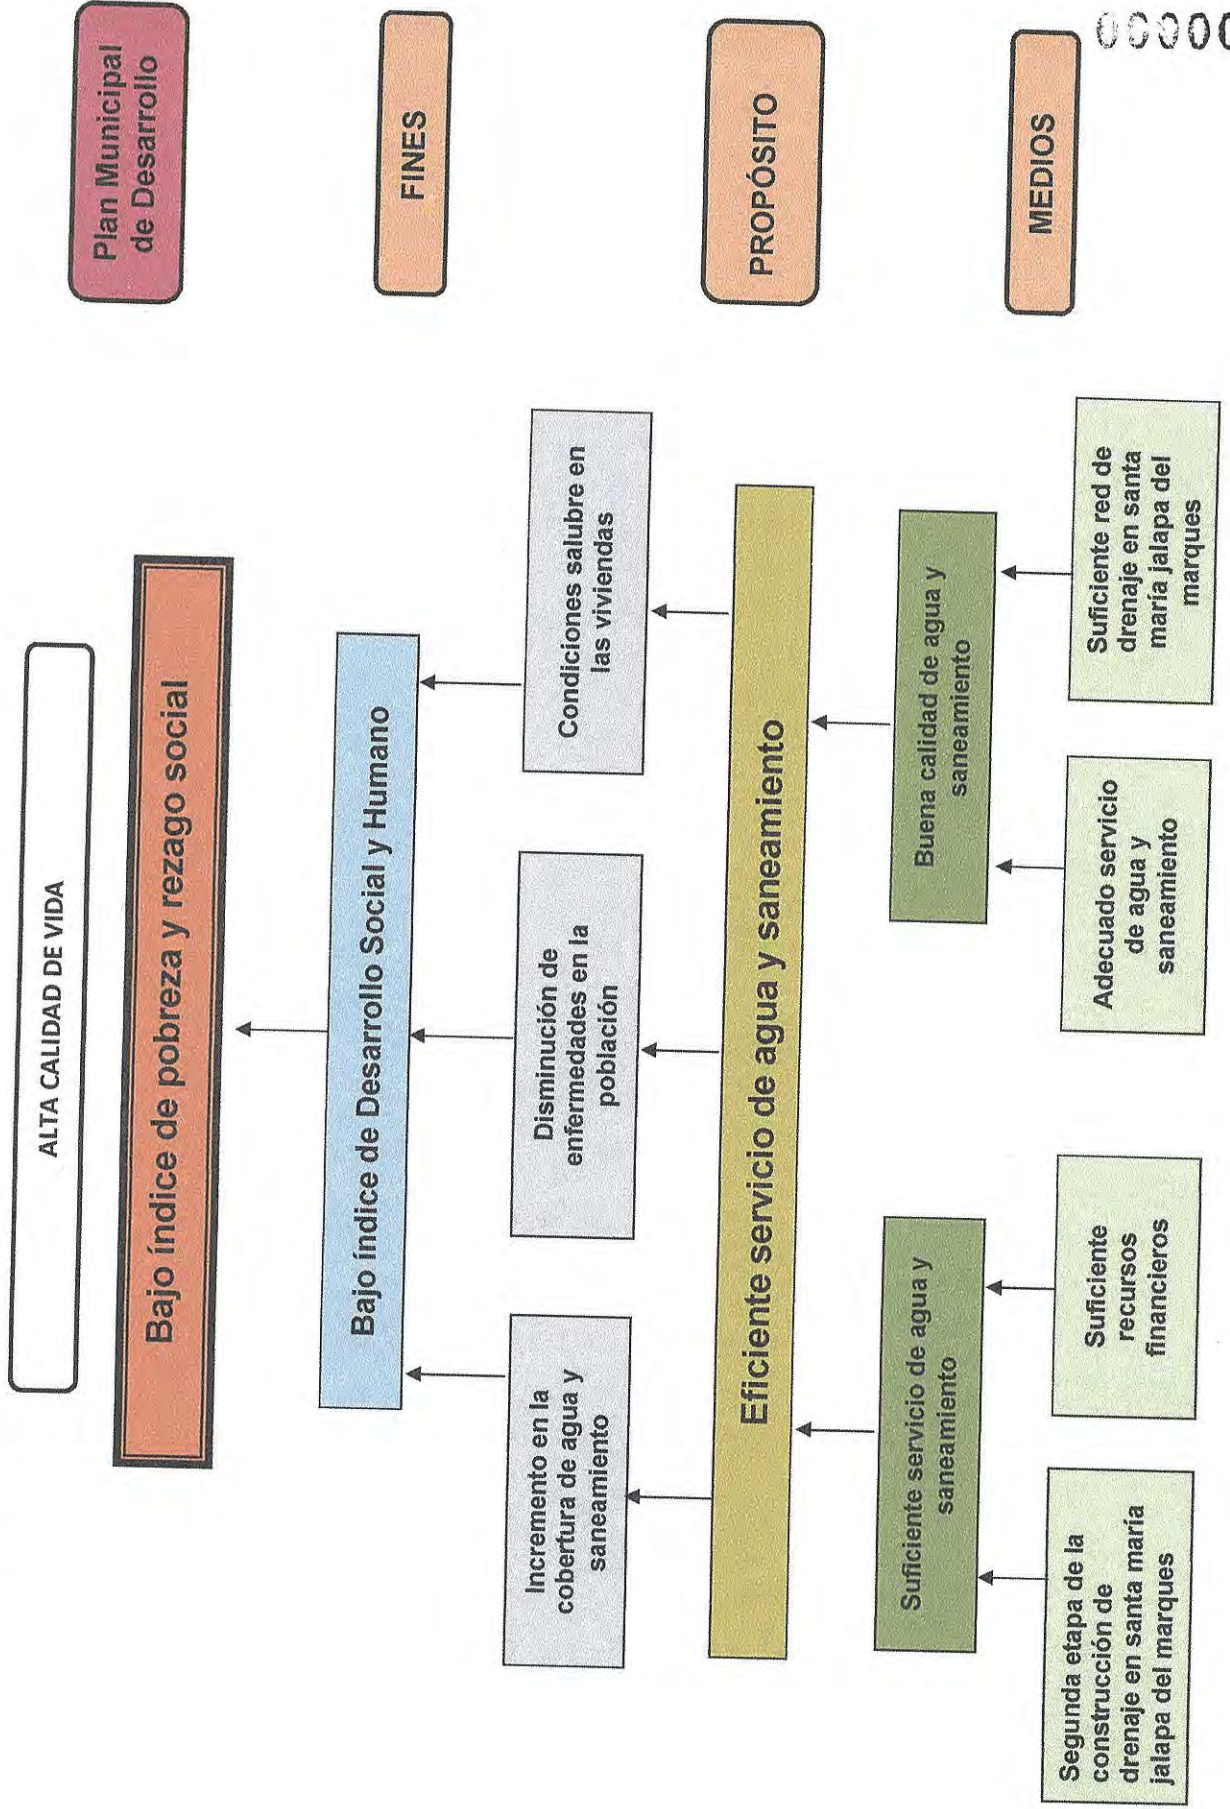 ALTA CALIDAD DE VIDA
Plan Municipal
de Desarrollo
Bajo índice de pobreza y rezago social
FINES
Bajo índice de Desarrollo Social y Humano
Incremento en la
cobertura de agua y
saneamiento
Disminución de
enfermedades en la
población
Condiciones salubre en
las viviendas
PROPÓSITO
Eficiente servicio de agua y saneamiento
MEDIOS
Suficiente servicio de agua y
saneamiento
Buena calidad de agua y
saneamiento
Segunda etapa de la
construcción de
drenaje en santa maría
jalapa del marques
Suficiente
recursos
financieros
Adecuado servicio
de agua y
saneamiento
Suficiente red de
drenaje en santa
maría jalapa del
marques